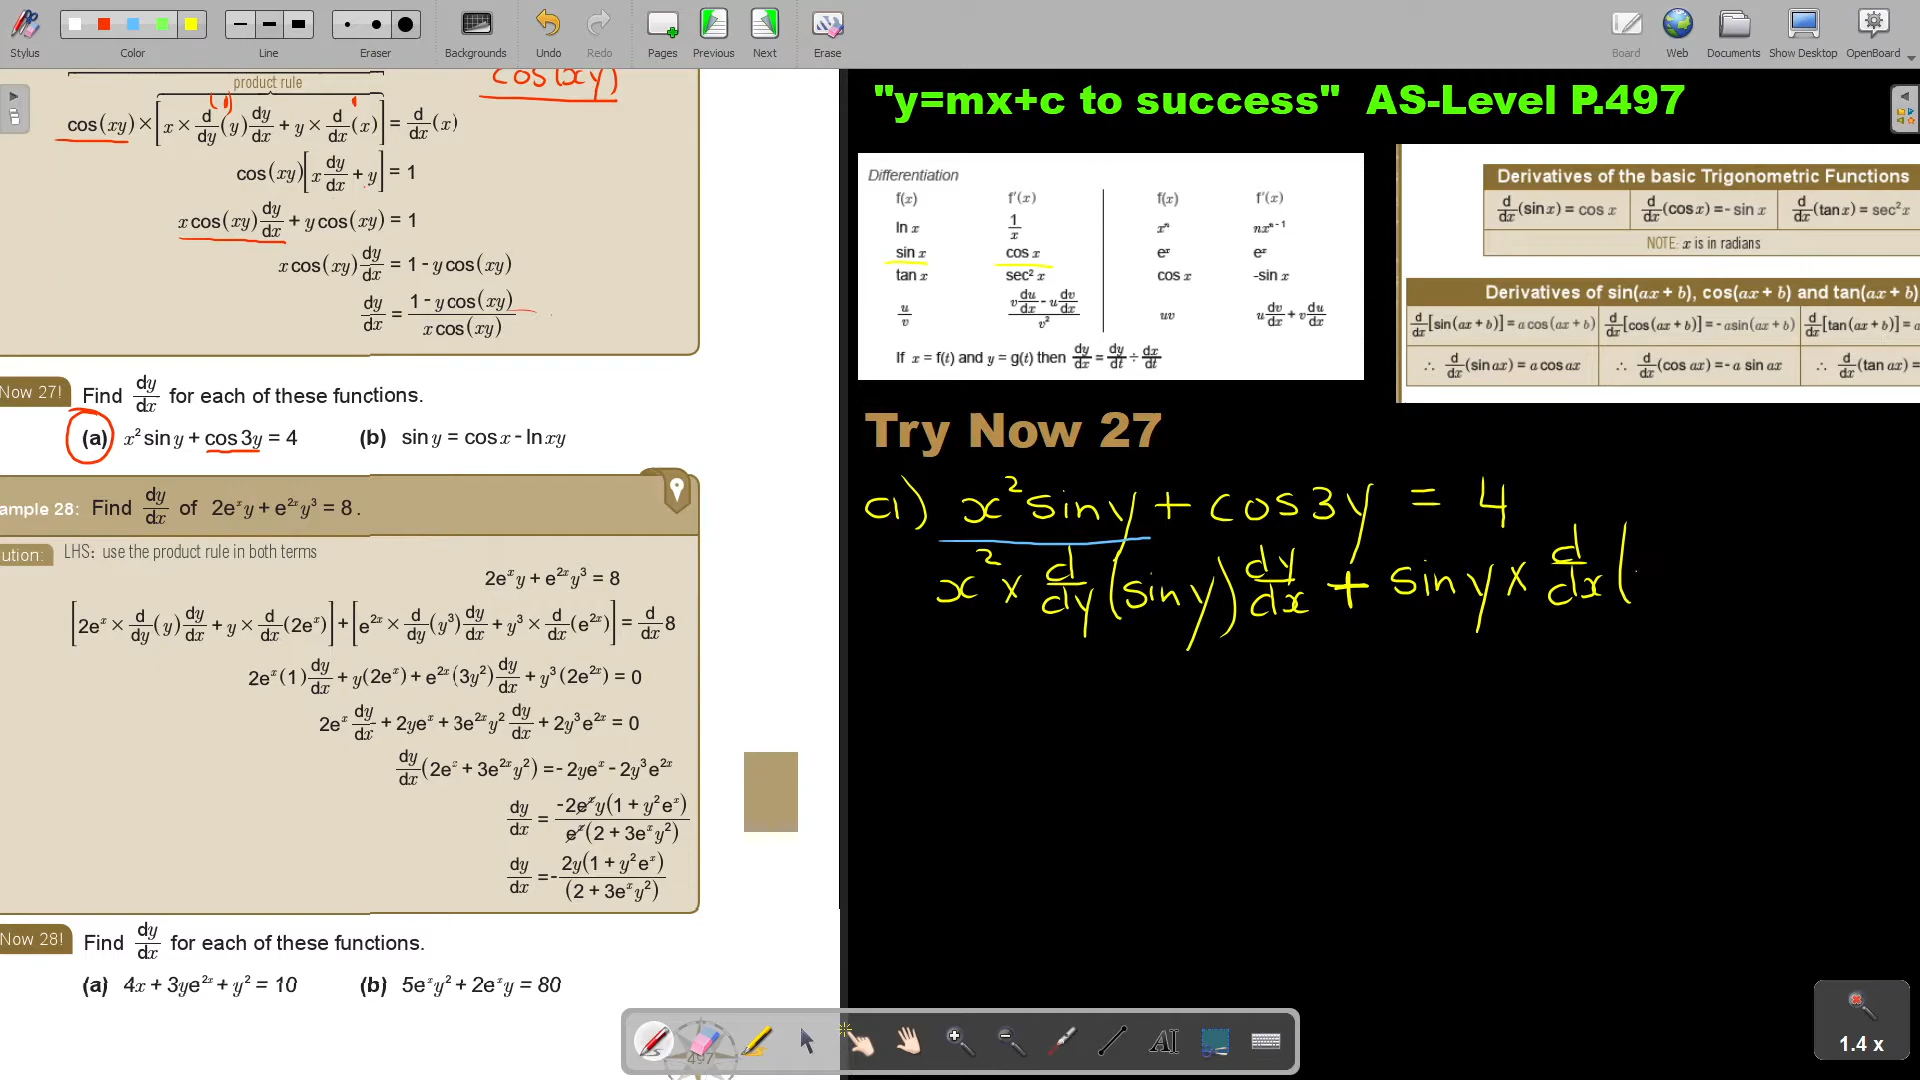 Stylus Color Line Eraser Backgrounds Undo Redo Pages Previous Next Erase Board Web Documents Show Desktop OpenBoard
product rule
cos(xy)
(1) 1
cos(xy)×[x × d/dy (y) dy/dx + y × d/dx (x)] = d/dx (x)
cos(xy)[x dy/dx + y] = 1
x cos(xy) dy/dx + y cos(xy) = 1
x cos(xy) dy/dx = 1 - y cos(xy)
dy/dx = (1 - y cos(xy))/(x cos(xy))
Now 27! Find dy/dx for each of these functions.
(a) x² sin y + cos 3y = 4 (b) sin y = cos x - ln xy
ample 28: Find dy/dx of 2eˣy + e²ˣy³ = 8.
ution: LHS: use the product rule in both terms
2eˣy + e²ˣy³ = 8
[2eˣ × d/dy (y) dy/dx + y × d/dx (2eˣ)] + [e²ˣ × d/dy (y³) dy/dx + y³ × d/dx (e²ˣ)] = d/dx 8
2eˣ(1) dy/dx + y(2eˣ) + e²ˣ(3y²) dy/dx + y³(2e²ˣ) = 0
2eˣ dy/dx + 2yeˣ + 3e²ˣy² dy/dx + 2y³e²ˣ = 0
dy/dx (2eˣ + 3e²ˣy²) = - 2yeˣ - 2y³e²ˣ
dy/dx = -2eˣy(1 + y²eˣ)/eˣ(2 + 3eˣy²)
dy/dx = - 2y(1 + y²eˣ)/(2 + 3eˣy²)
Now 28! Find dy/dx for each of these functions.
(a) 4x + 3ye²ˣ + y² = 10 (b) 5eˣy² + 2eˣy = 80
"y=mx+c to success" AS-Level P.497
Differentiation
f(x) f'(x) f(x) f'(x)
ln x 1/x xⁿ nxⁿ⁻¹
sin x cos x eˣ eˣ
tan x sec² x cos x -sin x
u/v (v du/dx - u dv/dx)/v² uv u dv/dx + v du/dx
If x = f(t) and y = g(t) then dy/dx = dy/dt ÷ dx/dt
Derivatives of the basic Trigonometric Functions
d/dx (sin x) = cos x d/dx (cos x) = - sin x d/dx (tan x) = sec² x
NOTE: x is in radians
Derivatives of sin(ax + b), cos(ax + b) and tan(ax + b)
d/dx [sin(ax + b)] = a cos(ax + b) d/dx [cos(ax + b)] = - asin(ax + b) d/dx [tan(ax + b)] = a
∴ d/dx (sin ax) = a cos ax ∴ d/dx (cos ax) = - a sin ax ∴ d/dx (tan ax) =
Try Now 27
a) x² sin y + cos 3y = 4
x² × d/dy (sin y) dy/dx + sin y × d/dx (
497
1.4 x